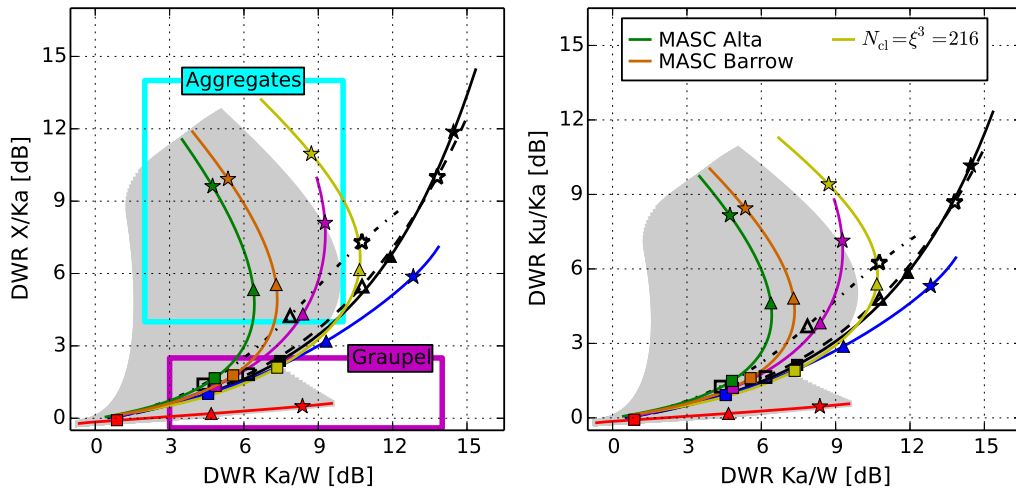 15
12
9
6
3
0
DWR X/Ka [dB]
Aggregates
Graupel
0 3 6 9 12 15
DWR Ka/W [dB]
15
12
9
6
3
0
DWR Ku/Ka [dB]
MASC Alta
MASC Barrow
N_cl=ξ^3 =216
0 3 6 9 12 15
DWR Ka/W [dB]